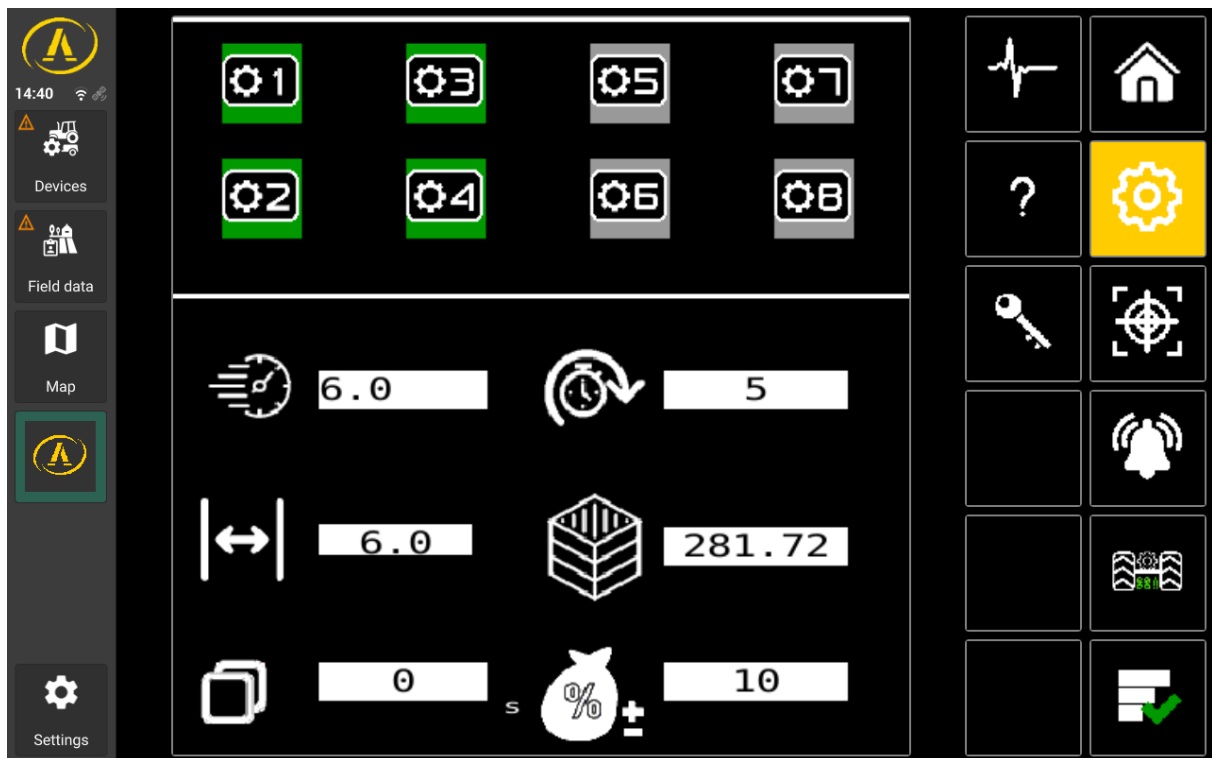 14:40
Devices
Field data
Map
Settings
1 3 5 7
2 4 6 8
6.0 5
6.0 281.72
0 s % ± 10
?